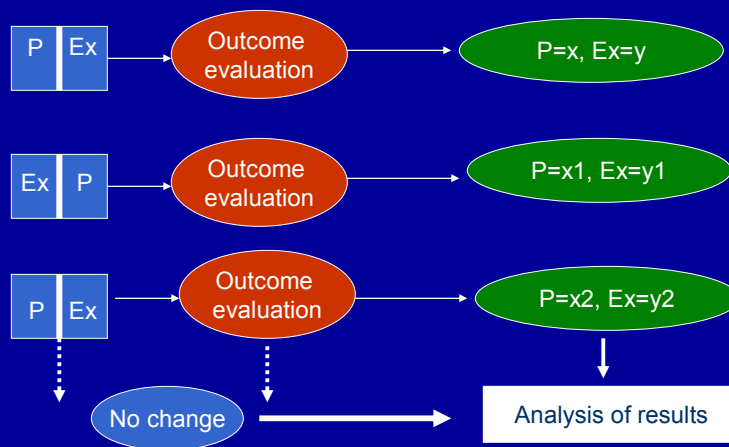 P Ex
Outcome
evaluation
P=x, Ex=y
Ex P
Outcome
evaluation
P=x1, Ex=y1
P Ex
Outcome
evaluation
P=x2, Ex=y2
No change
Analysis of results